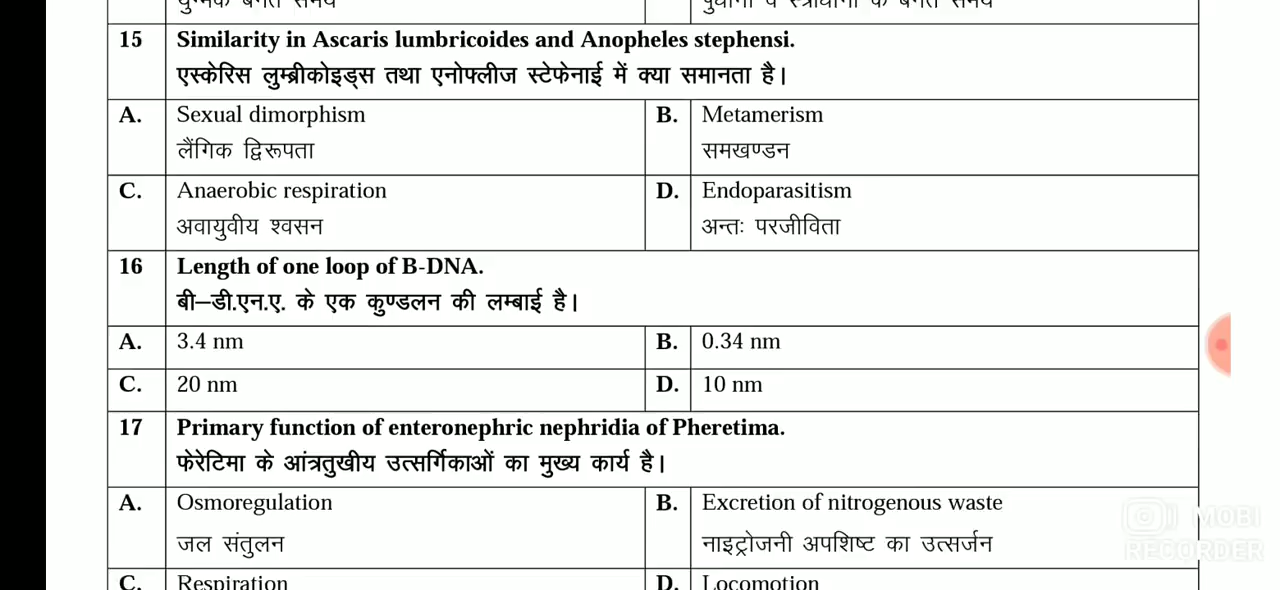 15 Similarity in Ascaris lumbricoides and Anopheles stephensi.
एस्केरिस लुम्ब्रीकोइड्स तथा एनोफ्लीज स्टेफेनाई में क्या समानता है।
A. Sexual dimorphism B. Metamerism
लैंगिक द्विरूपता समखण्डन
C. Anaerobic respiration D. Endoparasitism
अवायुवीय श्वसन अन्तः परजीविता
16 Length of one loop of B-DNA.
बी–डी.एन.ए. के एक कुण्डलन की लम्बाई है।
A. 3.4 nm B. 0.34 nm
C. 20 nm D. 10 nm
17 Primary function of enteronephric nephridia of Pheretima.
फेरेटिमा के आंत्रतुखीय उत्सर्गिकाओं का मुख्य कार्य है।
A. Osmoregulation B. Excretion of nitrogenous waste
जल संतुलन नाइट्रोजनी अपशिष्ट का उत्सर्जन
C. Respiration D. Locomotion
MOBI
RECORDER